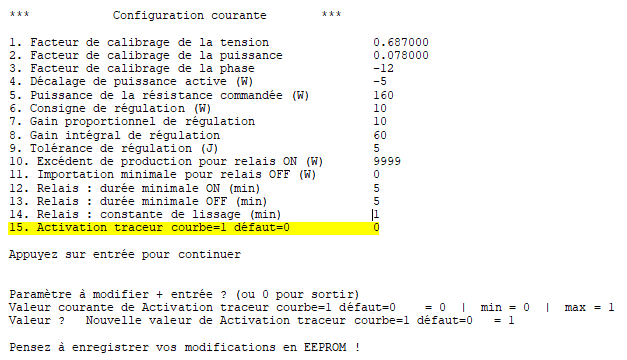 *** Configuration courante ***
1. Facteur de calibrage de la tension 0.687000
2. Facteur de calibrage de la puissance 0.078000
3. Facteur de calibrage de la phase -12
4. Décalage de puissance active (W) -5
5. Puissance de la résistance commandée (W) 160
6. Consigne de régulation (W) 10
7. Gain proportionnel de régulation 10
8. Gain intégral de régulation 60
9. Tolérance de régulation (J) 5
10. Excédent de production pour relais ON (W) 9999
11. Importation minimale pour relais OFF (W) 0
12. Relais : durée minimale ON (min) 5
13. Relais : durée minimale OFF (min) 5
14. Relais : constante de lissage (min) 1
15. Activation traceur courbe=1 défaut=0 0
Appuyez sur entrée pour continuer
Paramètre à modifier + entrée ? (ou 0 pour sortir)
Valeur courante de Activation traceur courbe=1 défaut=0 = 0 | min = 0 | max = 1
Valeur ? Nouvelle valeur de Activation traceur courbe=1 défaut=0 = 1
Pensez à enregistrer vos modifications en EEPROM !